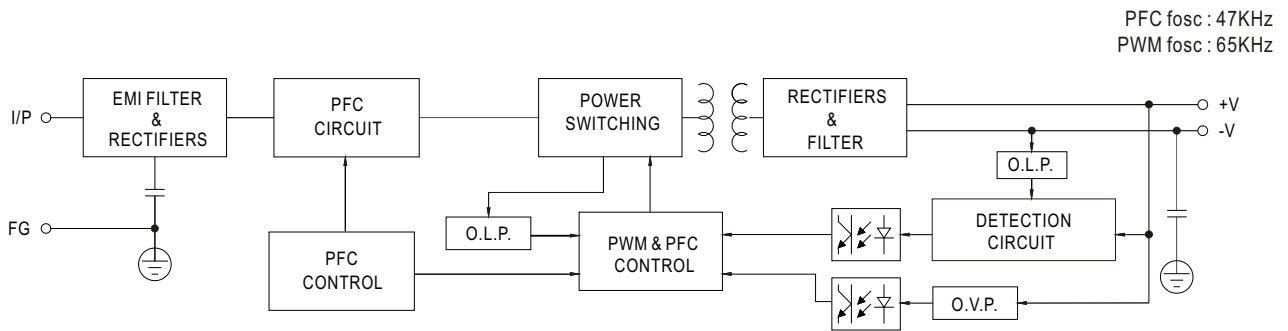 PFC fosc : 47KHz
PWM fosc : 65KHz
I/P
EMI FILTER
&
RECTIFIERS
PFC
CIRCUIT
POWER
SWITCHING
RECTIFIERS
&
FILTER
+V
-V
O.L.P.
FG
O.L.P.
DETECTION
CIRCUIT
PFC
CONTROL
PWM & PFC
CONTROL
O.V.P.